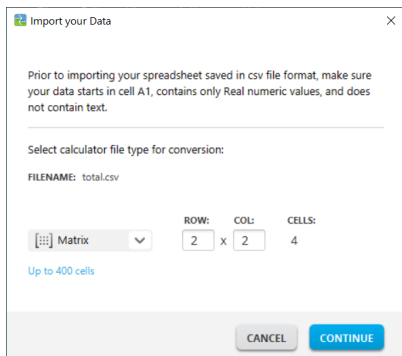 Import your Data
Prior to importing your spreadsheet saved in csv file format, make sure
your data starts in cell A1, contains only Real numeric values, and does
not contain text.
Select calculator file type for conversion:
FILENAME: total.csv
ROW: COL: CELLS:
Matrix 2 x 2 4
Up to 400 cells
CANCEL CONTINUE